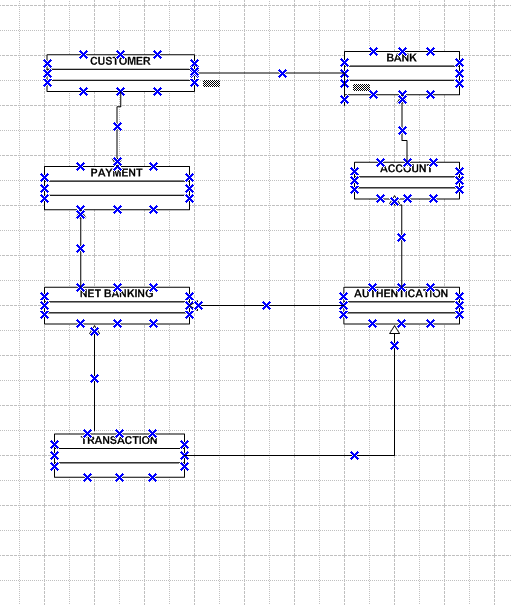 CUSTOMER
BANK
PAYMENT
ACCOUNT
NET BANKING
AUTHENTICATION
TRANSACTION